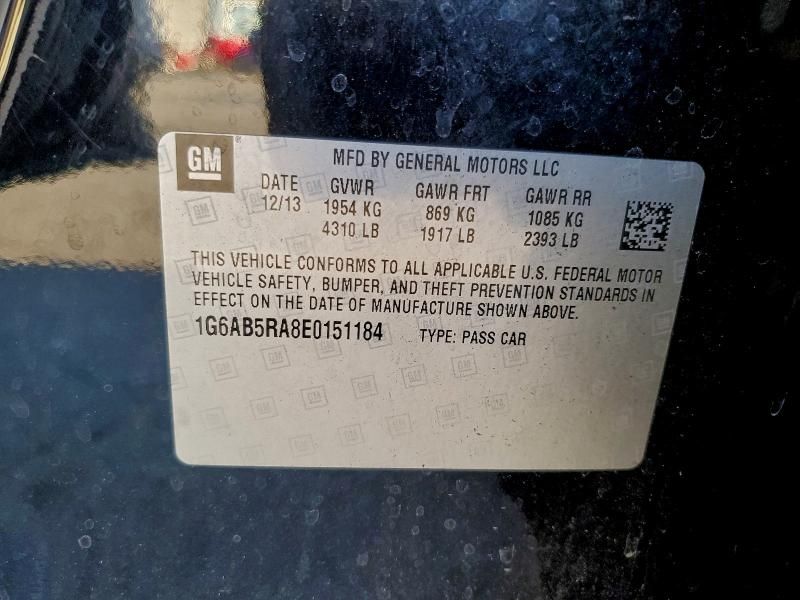 GM ® MFD BY GENERAL MOTORS LLC
DATE GVWR GAWR FRT GAWR RR
12/13 1954 KG 869 KG 1085 KG
4310 LB 1917 LB 2393 LB
THIS VEHICLE CONFORMS TO ALL APPLICABLE U.S. FEDERAL MOTOR
VEHICLE SAFETY, BUMPER, AND THEFT PREVENTION STANDARDS IN
EFFECT ON THE DATE OF MANUFACTURE SHOWN ABOVE.
1G6AB5RA8E0151184 TYPE: PASS CAR